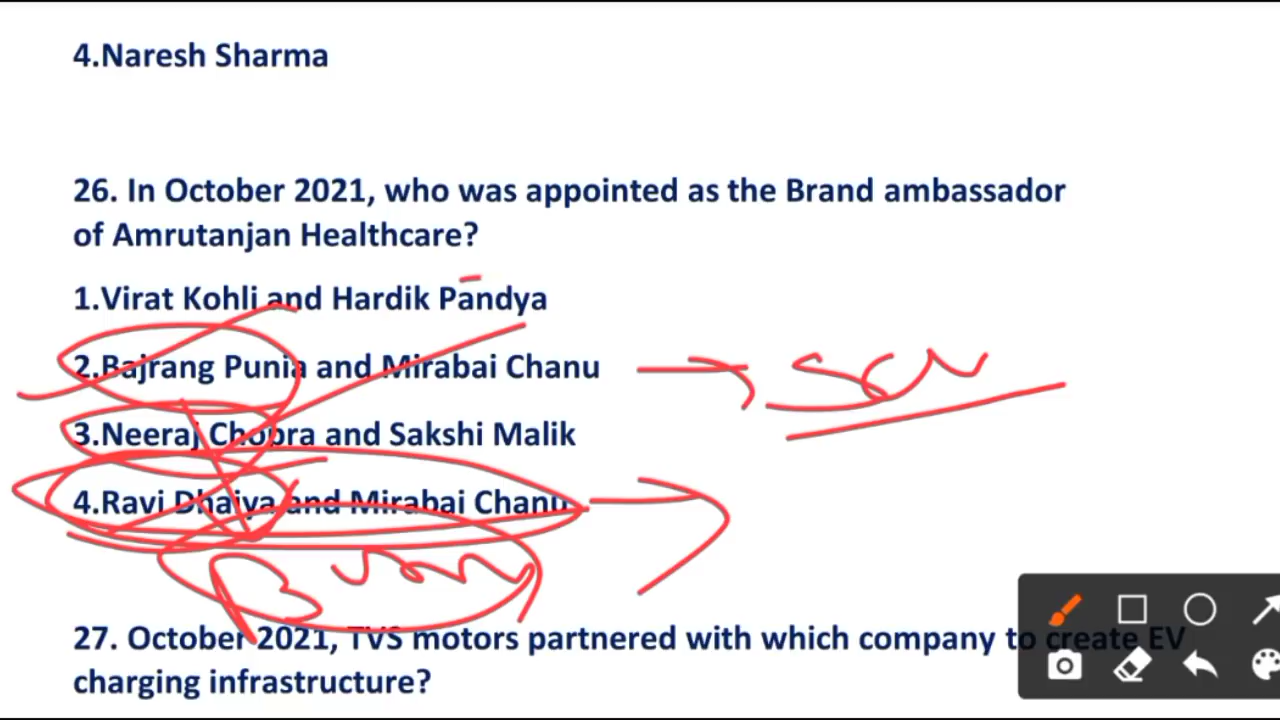 4.Naresh Sharma
26. In October 2021, who was appointed as the Brand ambassador
of Amrutanjan Healthcare?
1.Virat Kohli and Hardik Pandya
2.Bajrang Punia and Mirabai Chanu
3.Neeraj Chopra and Sakshi Malik
4.Ravi Dhaiya and Mirabai Chanu
27. October 2021, TVS motors partnered with which company to create EV
charging infrastructure?